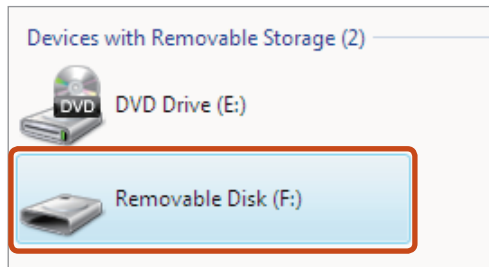 Devices with Removable Storage (2)
DVD
DVD Drive (E:)
Removable Disk (F:)